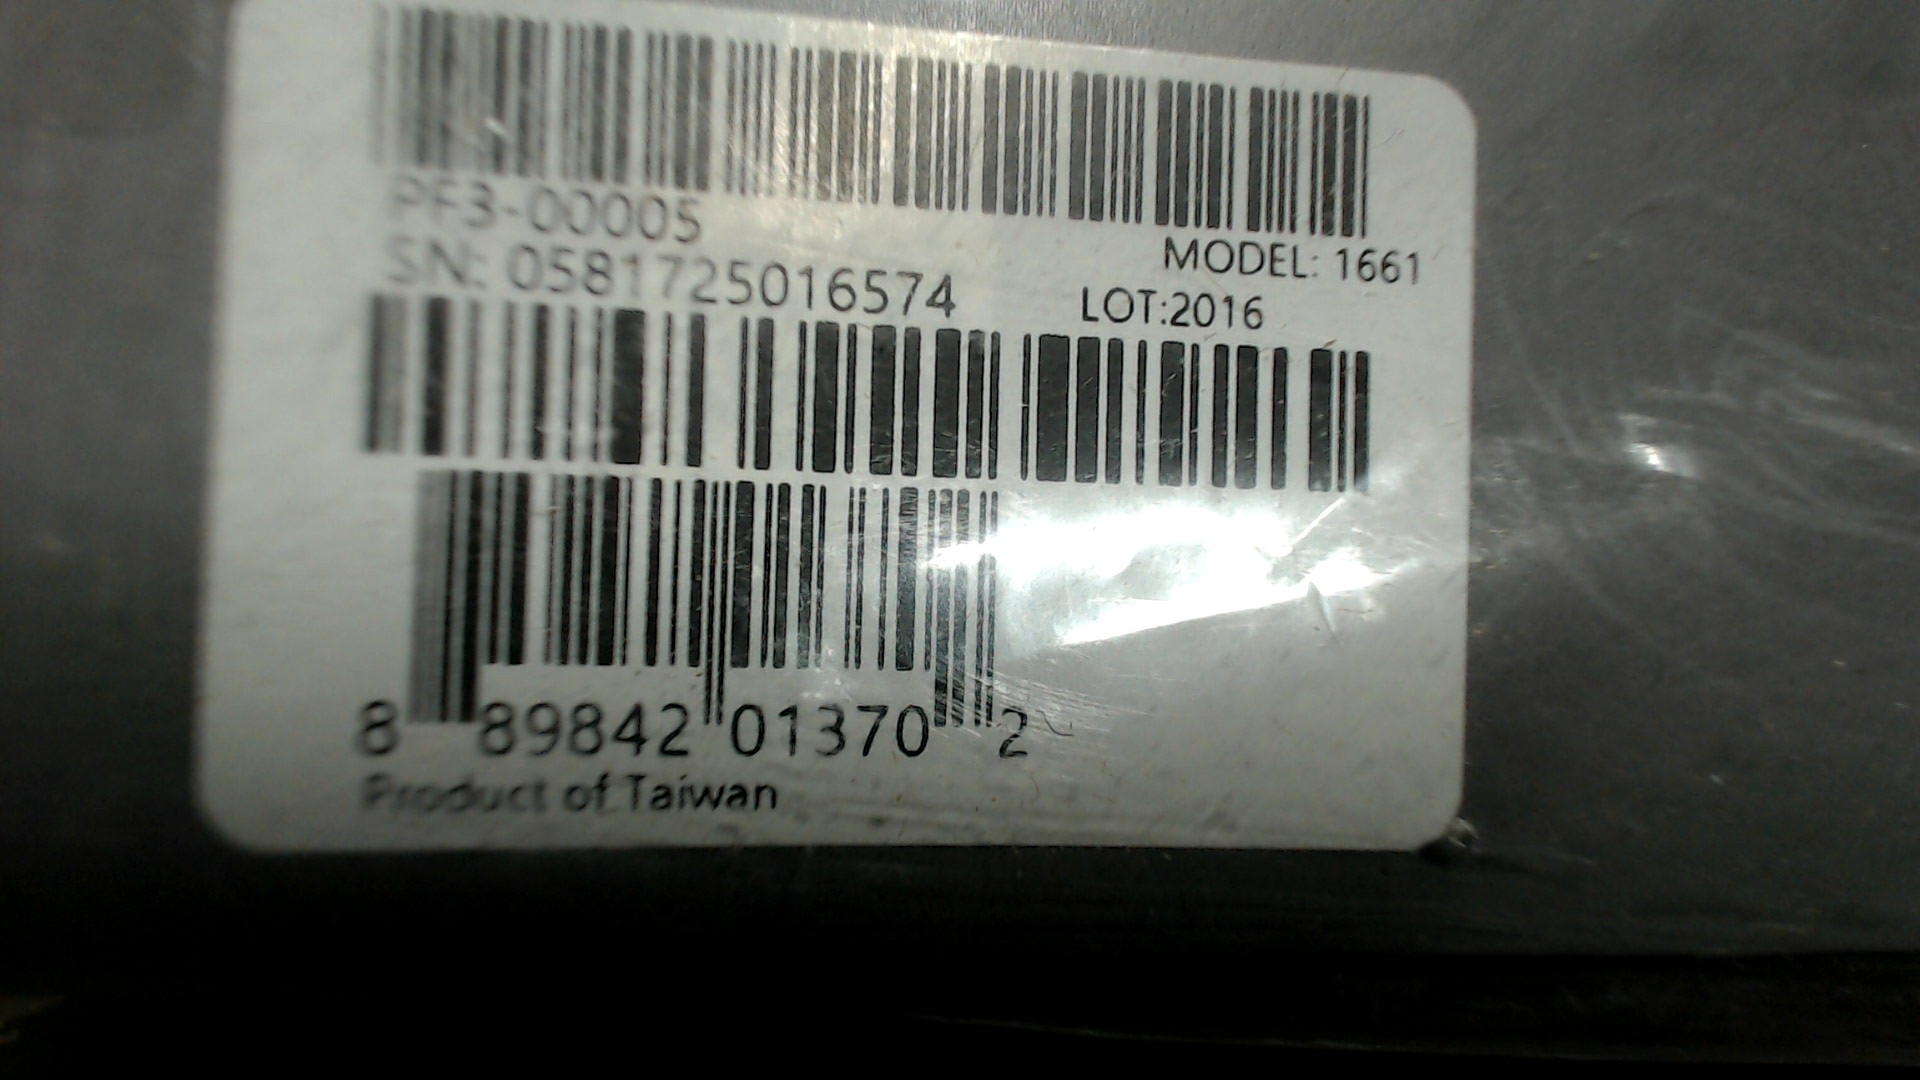 PF3-00005
MODEL: 1661
SN: 0581725016574
LOT:2016
8 89842 01370 2
Product of Taiwan